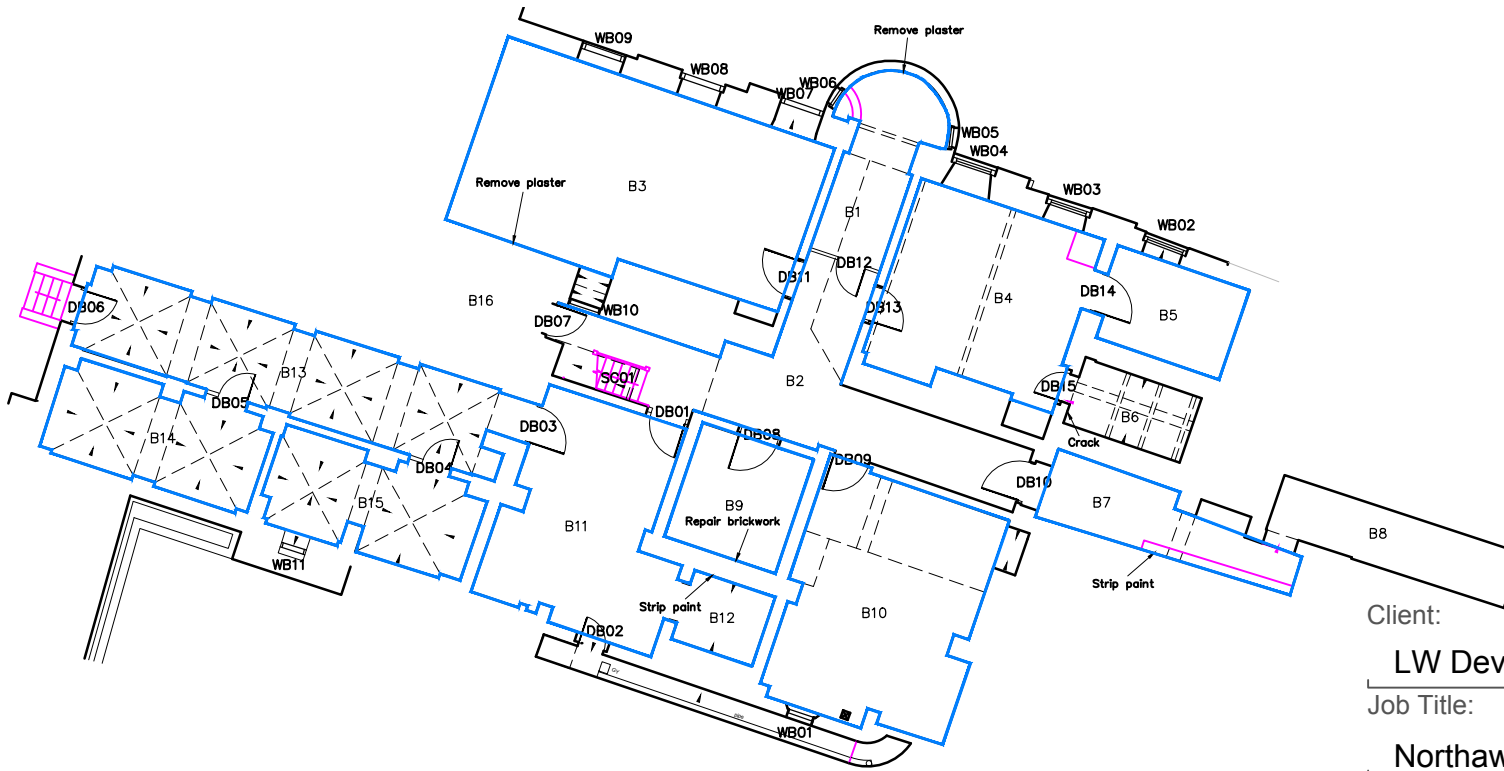 WB09
Remove plaster
WB08
WB06
WB07
WB05
WB04
Remove plaster
B3
WB03
B1
WB02
DB12
DB11
DB14
B16
B4
DB13
DB06
WB10
B5
DB07
B13
SC01
B2
DB15
DB05
DB01
B6
DB03
B14
DB08
Crack
DB04
DB09
DB10
B15
B9
B7
B11
Repair brickwork
B8
WB11
Strip paint
Strip paint
B12
B10
Client:
DB02
LW Dev
Job Title:
WB01
Northaw